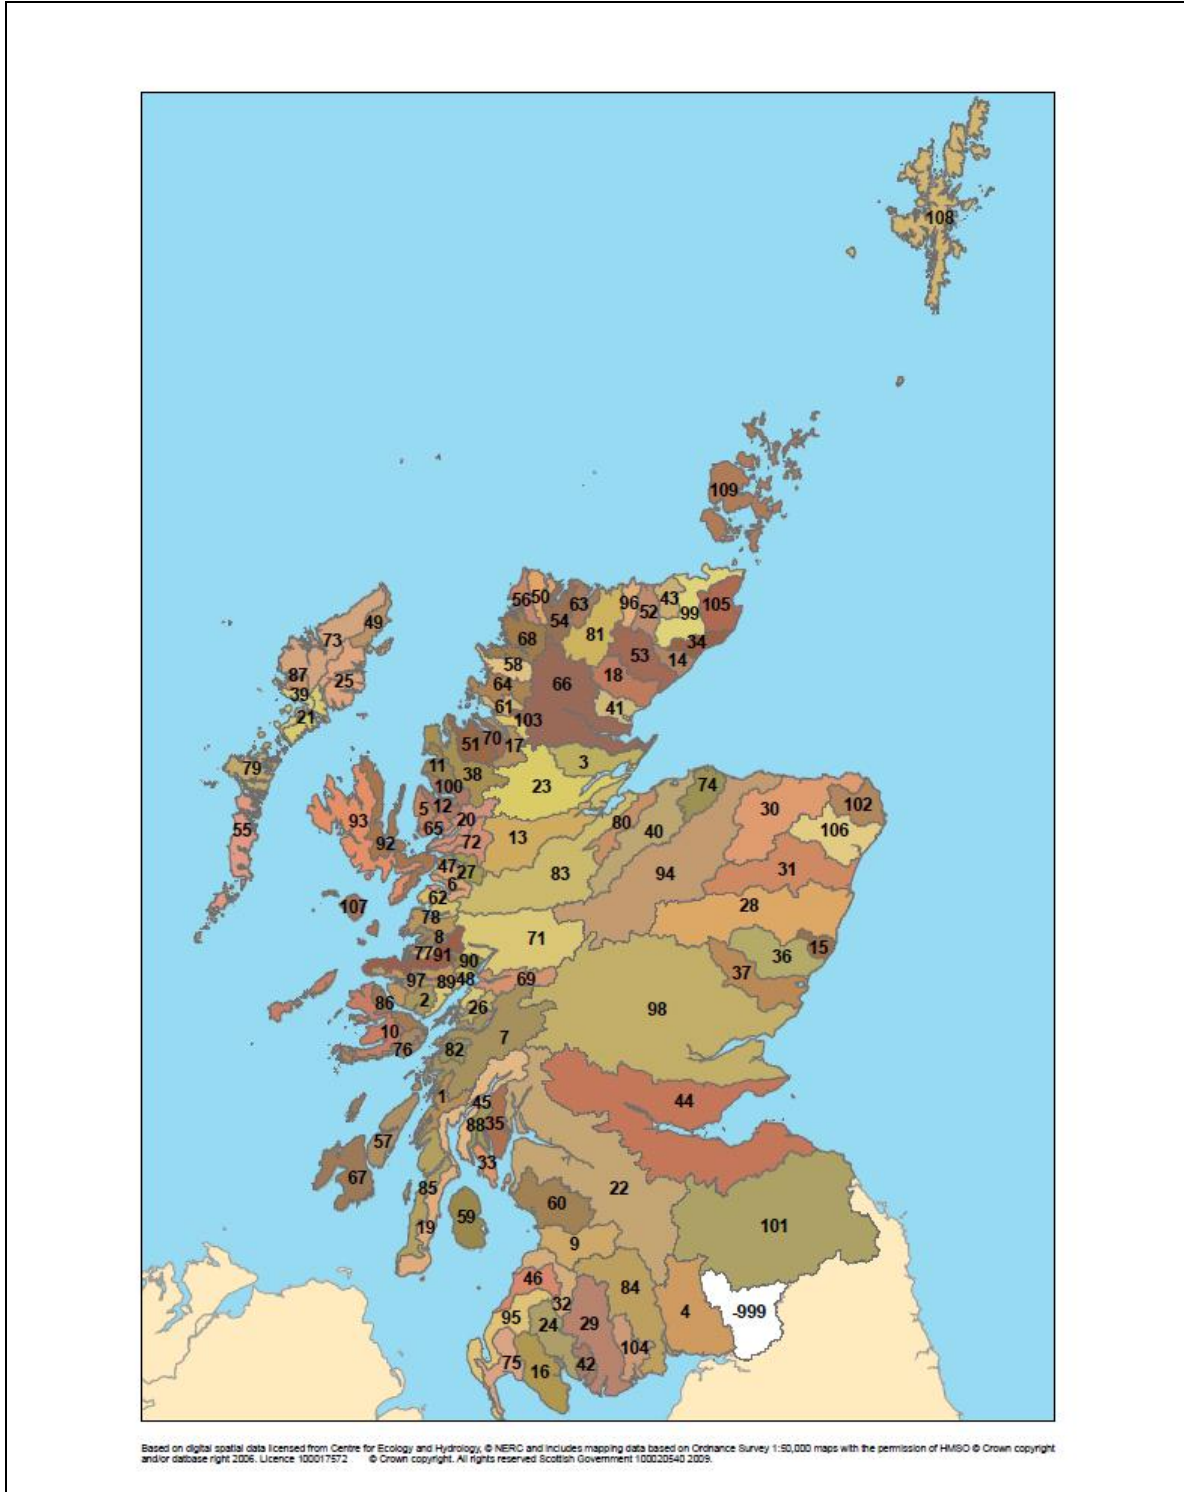 108
109
56 50 63 96 52 43 99 105
54
49
73
68 81 34
53 14
58
87 25 18
64 66
39 61 41
21 103
51 70 17
11 38 3
79 23 74
100
5 12 30 102
93 20 80 40 106
55 65 13
92 72
47 27 83 94 31
6
62
107 78 28
8 71
77 91 90 36 15
97 89 48 69 37
86 2 26 98
10 7
76 82
1 45 44
88 35
57
33
67 85 22
60
59 19 101
9
46 84
32 4 -999
95 24 29
104
75 16 42
Based on digital spatial data licensed from Centre for Ecology and Hydrology, © NERC and includes mapping data based on Ordnance Survey 1:50,000 maps with the permission of HMSO © Crown copyright
and/or datbase right 2006. Licence 100017572 © Crown copyright. All rights reserved Scottish Government 100020540 2009.